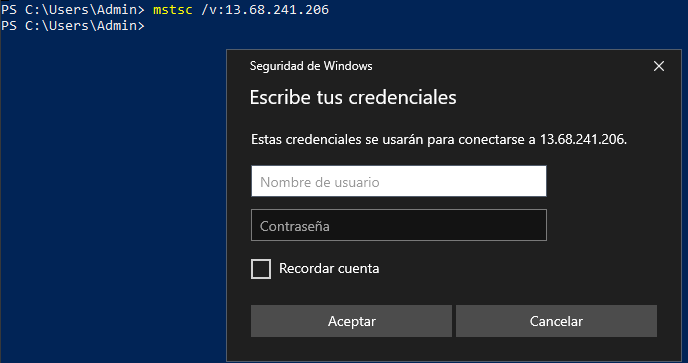 PS C:\Users\Admin> mstsc /v:13.68.241.206
PS C:\Users\Admin>
Seguridad de Windows
Escribe tus credenciales
Estas credenciales se usarán para conectarse a 13.68.241.206.
Nombre de usuario
Contraseña
Recordar cuenta
Aceptar Cancelar